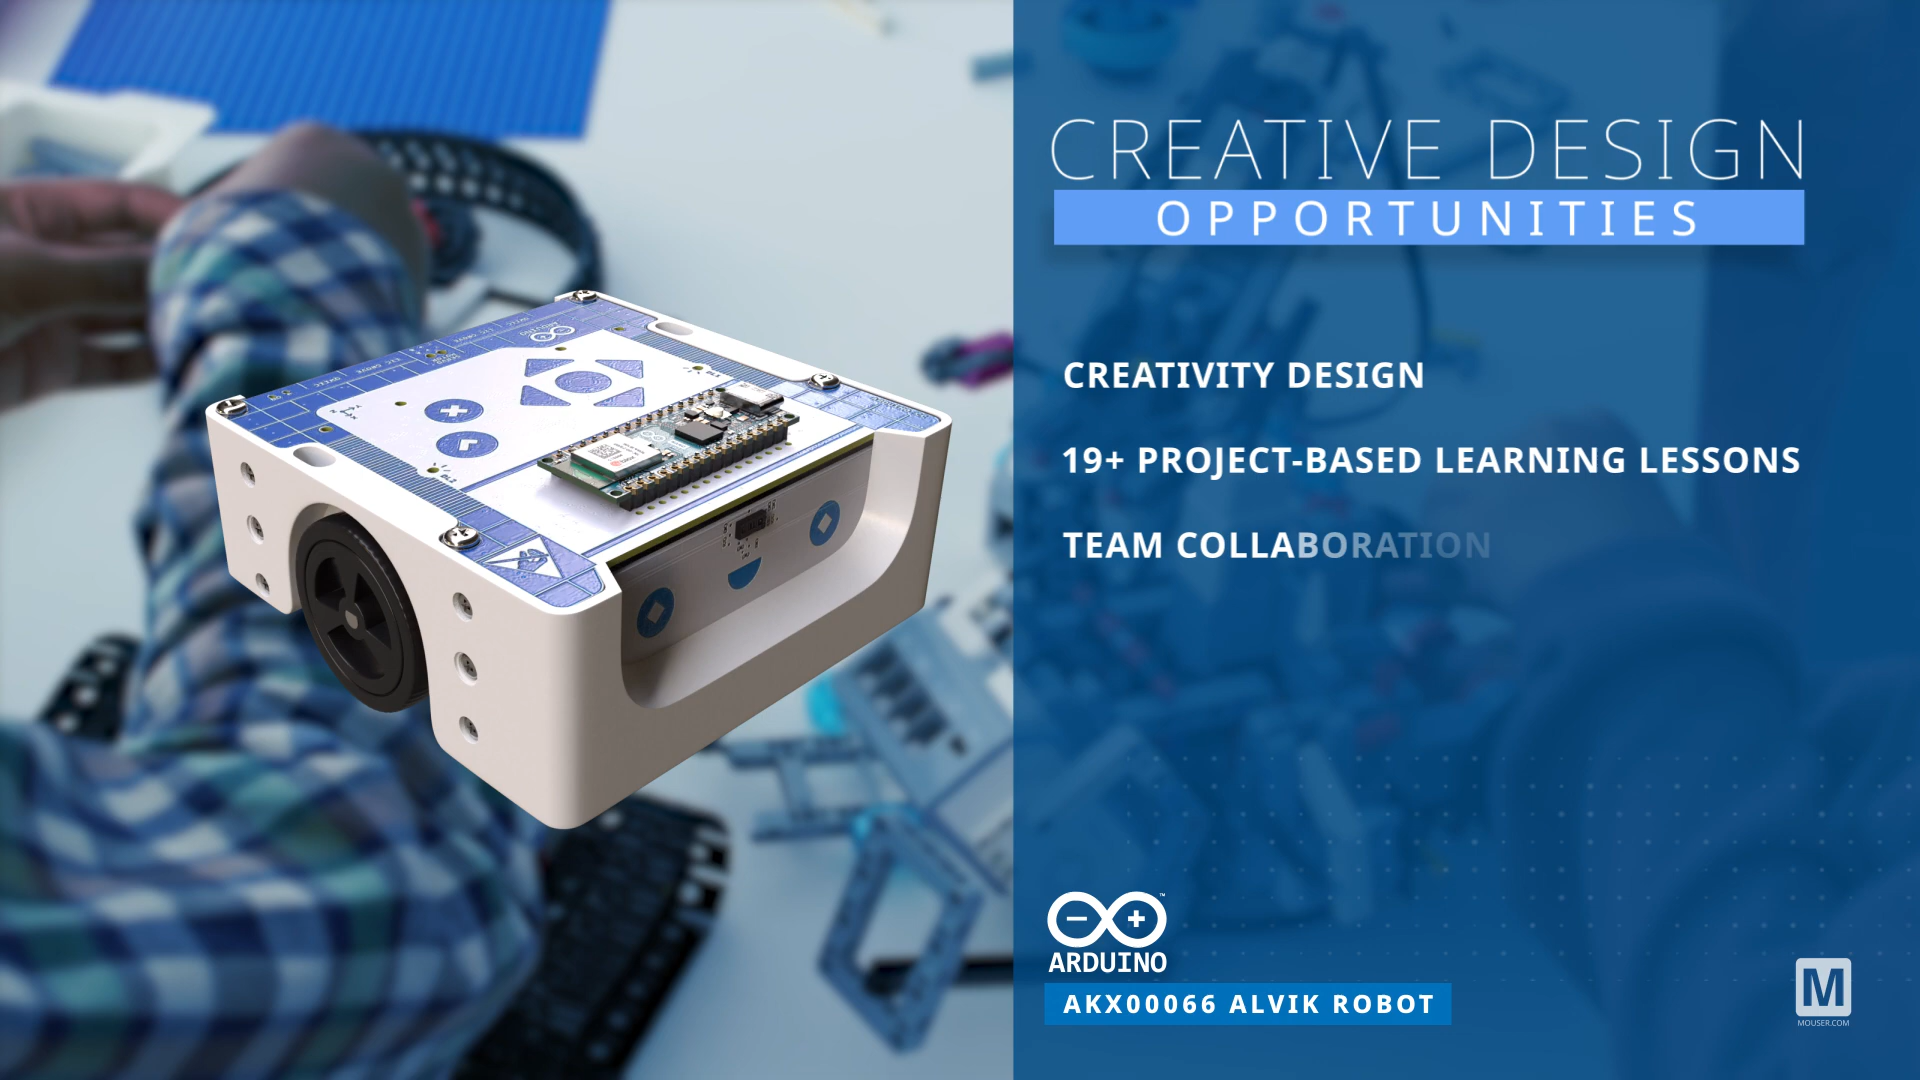 CREATIVE DESIGN
OPPORTUNITIES
CREATIVITY DESIGN
19+ PROJECT-BASED LEARNING LESSONS
TEAM COLLABORATION
ARDUINO
AKX00066 ALVIK ROBOT
M
MOUSER.COM